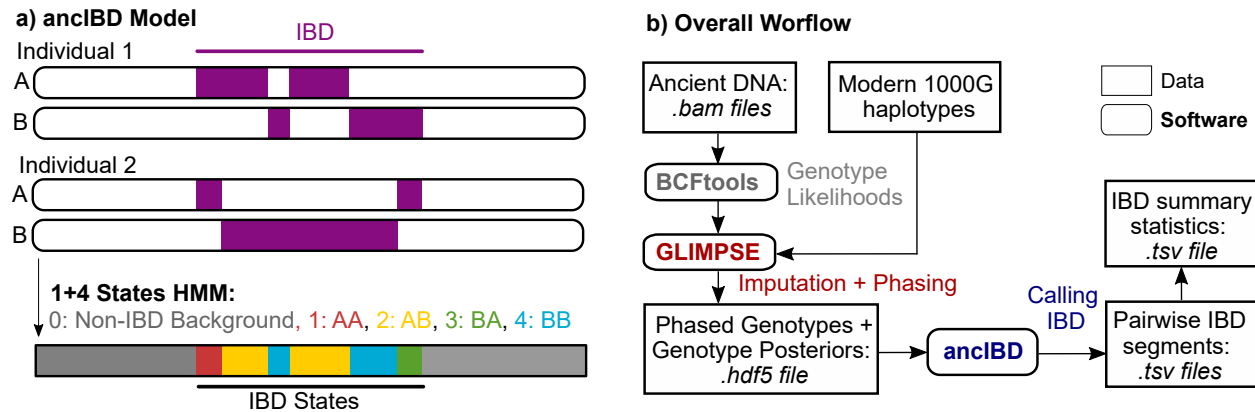 a) ancIBD Model
IBD
Individual 1
A
B
Individual 2
A
B
1+4 States HMM:
0: Non-IBD Background, 1: AA, 2: AB, 3: BA, 4: BB
IBD States
b) Overall Worflow
Ancient DNA:
.bam files
Modern 1000G
haplotypes
Data
Software
BCFtools
Genotype
Likelihoods
GLIMPSE
Imputation + Phasing
Phased Genotypes +
Genotype Posteriors:
.hdf5 file
ancIBD
Calling
IBD
IBD summary
statistics:
.tsv file
Pairwise IBD
segments:
.tsv files